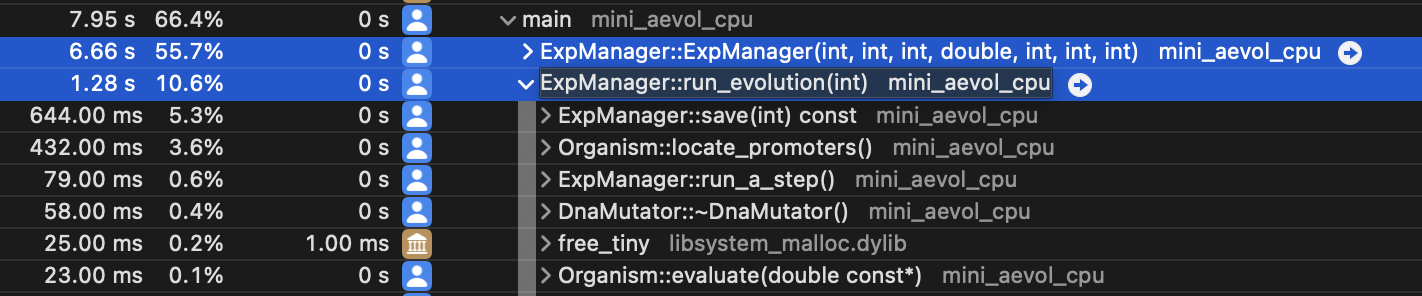 7.95 s 66.4% 0 s main mini_aevol_cpu
6.66 s 55.7% 0 s ExpManager::ExpManager(int, int, int, double, int, int, int) mini_aevol_cpu
1.28 s 10.6% 0 s ExpManager::run_evolution(int) mini_aevol_cpu
644.00 ms 5.3% 0 s ExpManager::save(int) const mini_aevol_cpu
432.00 ms 3.6% 0 s Organism::locate_promoters() mini_aevol_cpu
79.00 ms 0.6% 0 s ExpManager::run_a_step() mini_aevol_cpu
58.00 ms 0.4% 0 s DnaMutator::~DnaMutator() mini_aevol_cpu
25.00 ms 0.2% 1.00 ms free_tiny libsystem_malloc.dylib
23.00 ms 0.1% 0 s Organism::evaluate(double const*) mini_aevol_cpu